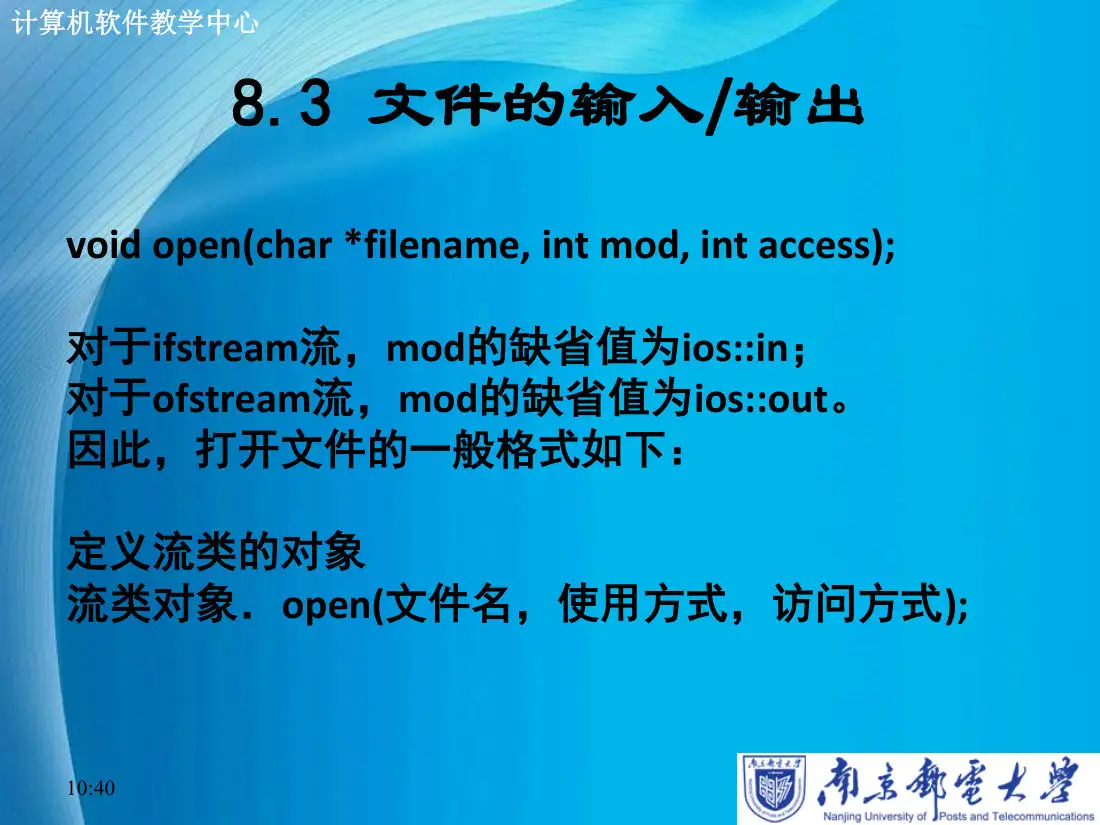 计算机软件教学中心
8.3 文件的输入/输出
void open(char *filename, int mod, int access);
对于ifstream流，mod的缺省值为ios::in；
对于ofstream流，mod的缺省值为ios::out。
因此，打开文件的一般格式如下：
定义流类的对象
流类对象．open(文件名，使用方式，访问方式);
10:40
南京郵電大學
Nanjing University of Posts and Telecommunications